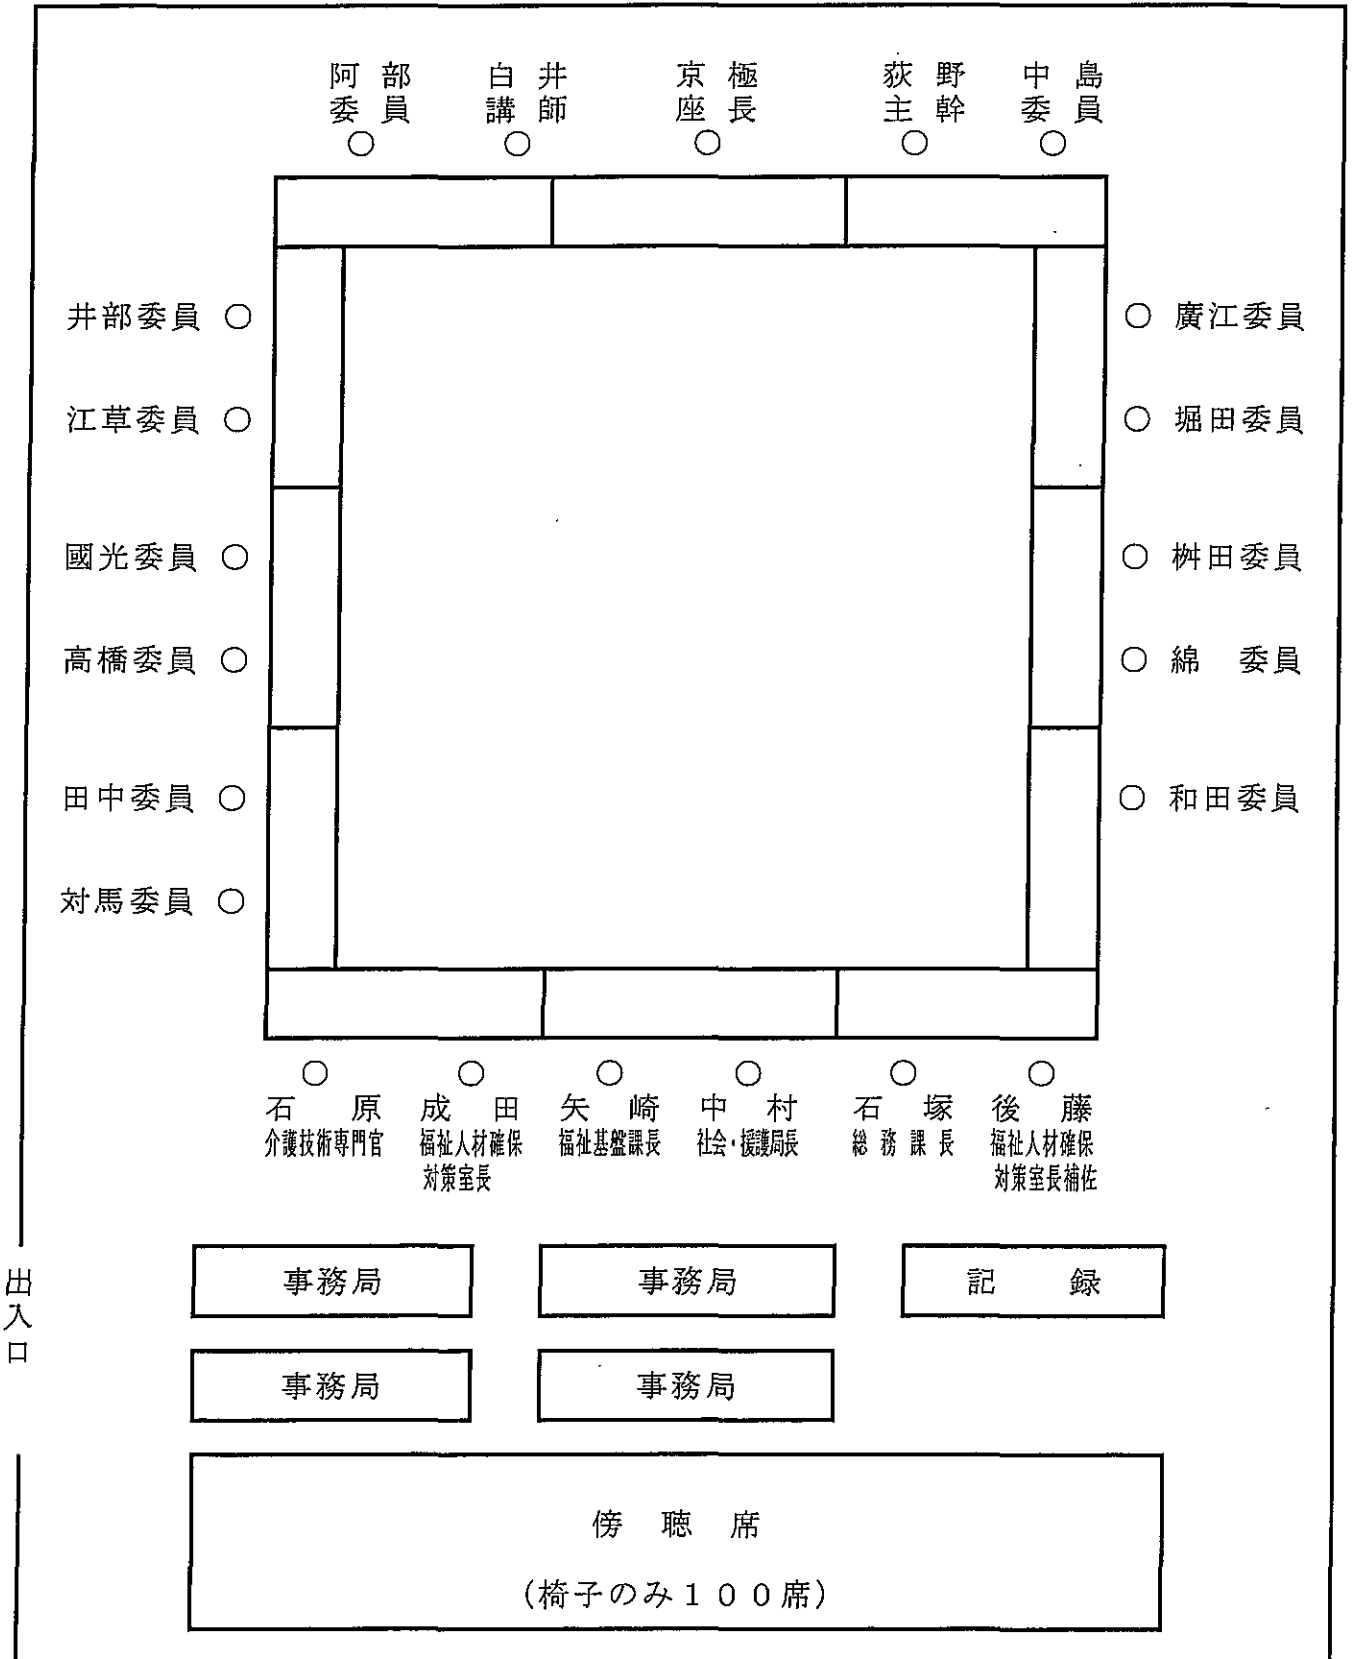 阿部 白井 京極 荻野 中島
委員 講師 座長 主幹 委員
井部委員 廣江委員
江草委員 堀田委員
國光委員 桝田委員
高橋委員 綿 委員
田中委員 和田委員
対馬委員
石原 成田 矢崎 中村 石塚 後藤
介護技術専門官 福祉人材確保 福祉基盤課長 社会・援護局長 総務課長 福祉人材確保
対策室長 対策室長補佐
出入口
事務局 事務局 記録
事務局 事務局
傍聴席
(椅子のみ100席)